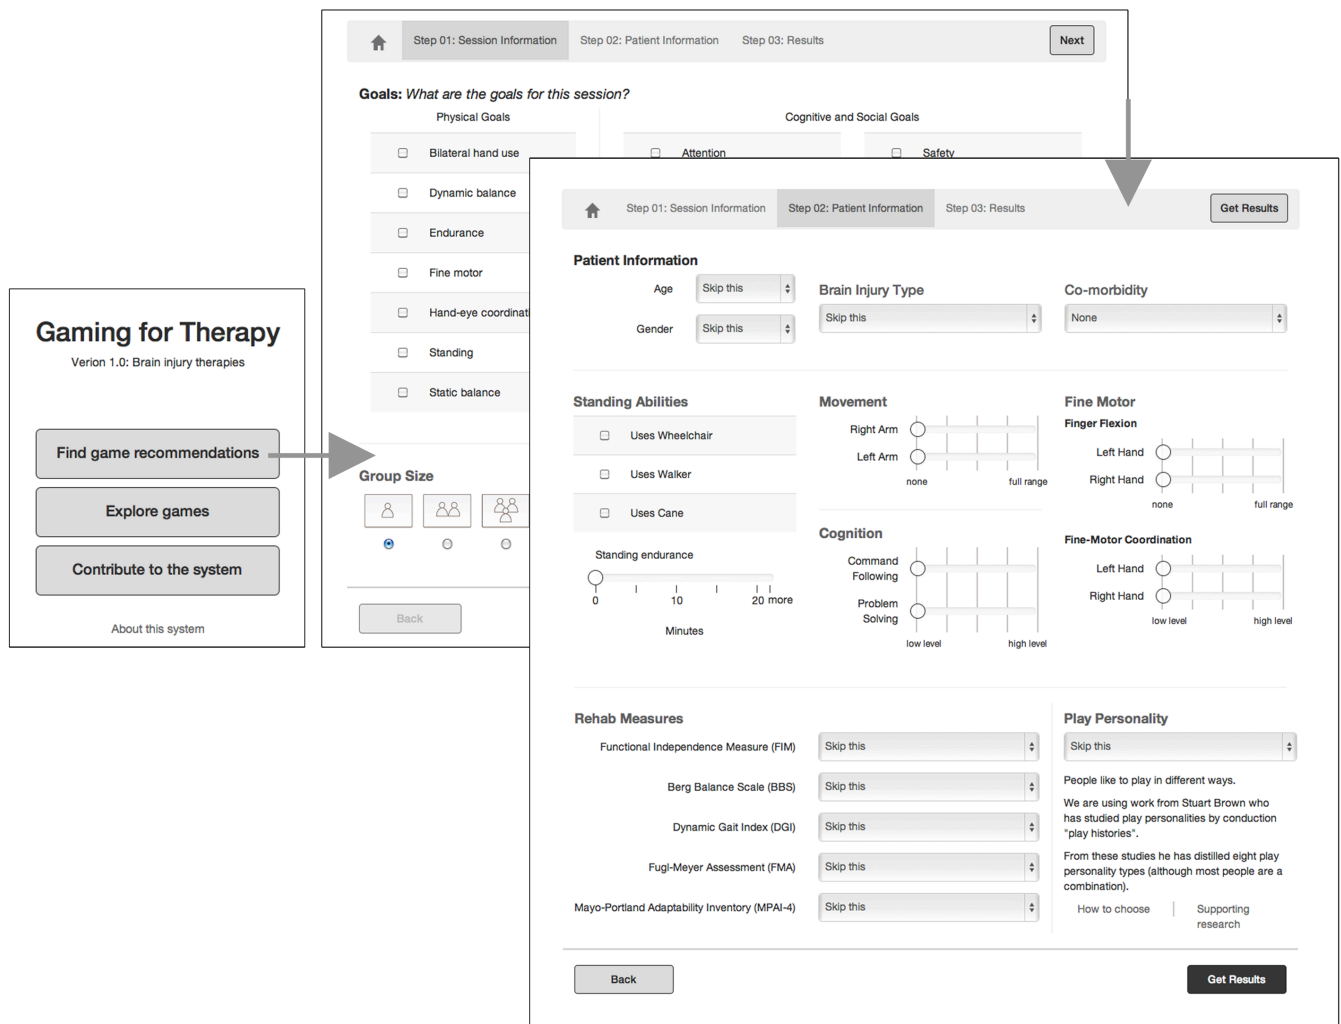 Gaming for Therapy
Verion 1.0: Brain injury therapies
Find game recommendations
Explore games
Contribute to the system
About this system
Step 01: Session Information
Step 02: Patient Information
Step 03: Results
Next
Goals: What are the goals for this session?
Physical Goals
Cognitive and Social Goals
Bilateral hand use
Attention
Safety
Dynamic balance
Endurance
Fine motor
Hand-eye coordinati
Standing
Static balance
Group Size
Back
Step 01: Session Information
Step 02: Patient Information
Step 03: Results
Get Results
Patient Information
Age
Skip this
Gender
Skip this
Brain Injury Type
Skip this
Co-morbidity
None
Standing Abilities
Uses Wheelchair
Uses Walker
Uses Cane
Standing endurance
0 10 20 more
Minutes
Movement
Right Arm
Left Arm
none full range
Cognition
Command
Following
Problem
Solving
low level high level
Fine Motor
Finger Flexion
Left Hand
Right Hand
none full range
Fine-Motor Coordination
Left Hand
Right Hand
low level high level
Rehab Measures
Functional Independence Measure (FIM)
Skip this
Berg Balance Scale (BBS)
Skip this
Dynamic Gait Index (DGI)
Skip this
Fugl-Meyer Assessment (FMA)
Skip this
Mayo-Portland Adaptability Inventory (MPAI-4)
Skip this
Play Personality
Skip this
People like to play in different ways.
We are using work from Stuart Brown who
has studied play personalities by conduction
"play histories".
From these studies he has distilled eight play
personality types (although most people are a
combination).
How to choose
Supporting
research
Back
Get Results